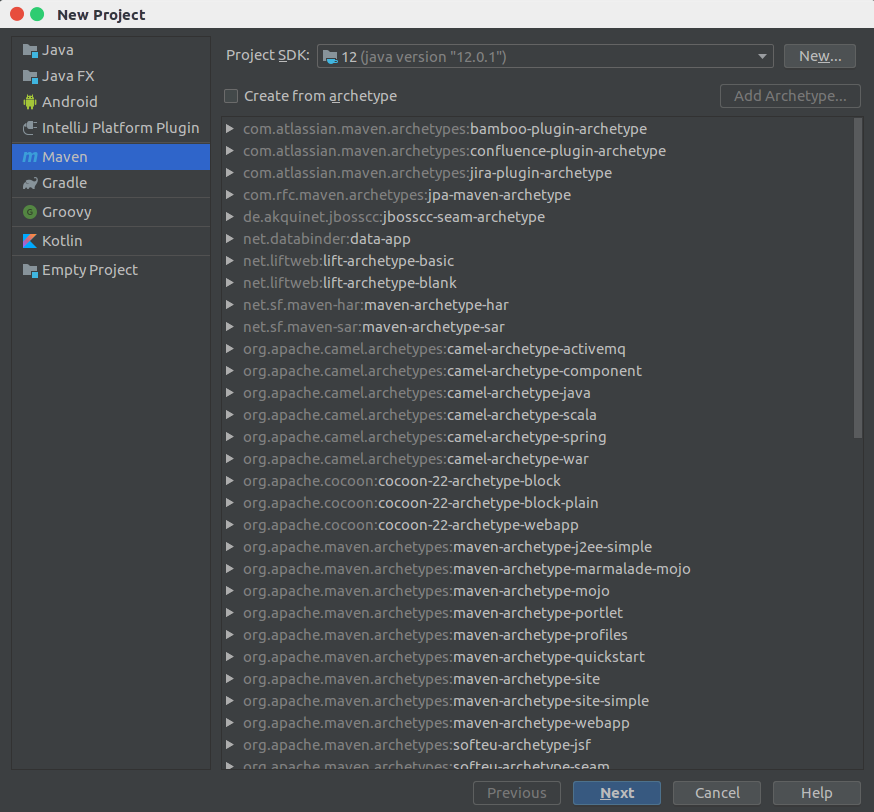 New Project
Java
Java FX
Android
IntelliJ Platform Plugin
m Maven
Gradle
G Groovy
Kotlin
Empty Project
Project SDK: 12 (java version "12.0.1") New...
Create from archetype Add Archetype...
com.atlassian.maven.archetypes:bamboo-plugin-archetype
com.atlassian.maven.archetypes:confluence-plugin-archetype
com.atlassian.maven.archetypes:jira-plugin-archetype
com.rfc.maven.archetypes:jpa-maven-archetype
de.akquinet.jbosscc:jbosscc-seam-archetype
net.databinder:data-app
net.liftweb:lift-archetype-basic
net.liftweb:lift-archetype-blank
net.sf.maven-har:maven-archetype-har
net.sf.maven-sar:maven-archetype-sar
org.apache.camel.archetypes:camel-archetype-activemq
org.apache.camel.archetypes:camel-archetype-component
org.apache.camel.archetypes:camel-archetype-java
org.apache.camel.archetypes:camel-archetype-scala
org.apache.camel.archetypes:camel-archetype-spring
org.apache.camel.archetypes:camel-archetype-war
org.apache.cocoon:cocoon-22-archetype-block
org.apache.cocoon:cocoon-22-archetype-block-plain
org.apache.cocoon:cocoon-22-archetype-webapp
org.apache.maven.archetypes:maven-archetype-j2ee-simple
org.apache.maven.archetypes:maven-archetype-marmalade-mojo
org.apache.maven.archetypes:maven-archetype-mojo
org.apache.maven.archetypes:maven-archetype-portlet
org.apache.maven.archetypes:maven-archetype-profiles
org.apache.maven.archetypes:maven-archetype-quickstart
org.apache.maven.archetypes:maven-archetype-site
org.apache.maven.archetypes:maven-archetype-site-simple
org.apache.maven.archetypes:maven-archetype-webapp
org.apache.maven.archetypes:softeu-archetype-jsf
org.apache.maven.archetypes:softeu-archetype-seam
Previous Next Cancel Help